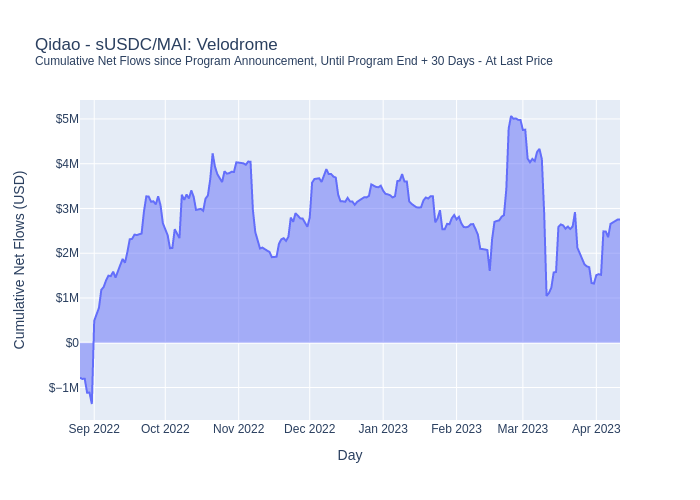 Qidao - sUSDC/MAI: Velodrome
Cumulative Net Flows since Program Announcement, Until Program End + 30 Days - At Last Price
Cumulative Net Flows (USD)
$5M
$4M
$3M
$2M
$1M
$0
$−1M
Sep 2022 Oct 2022 Nov 2022 Dec 2022 Jan 2023 Feb 2023 Mar 2023 Apr 2023
Day